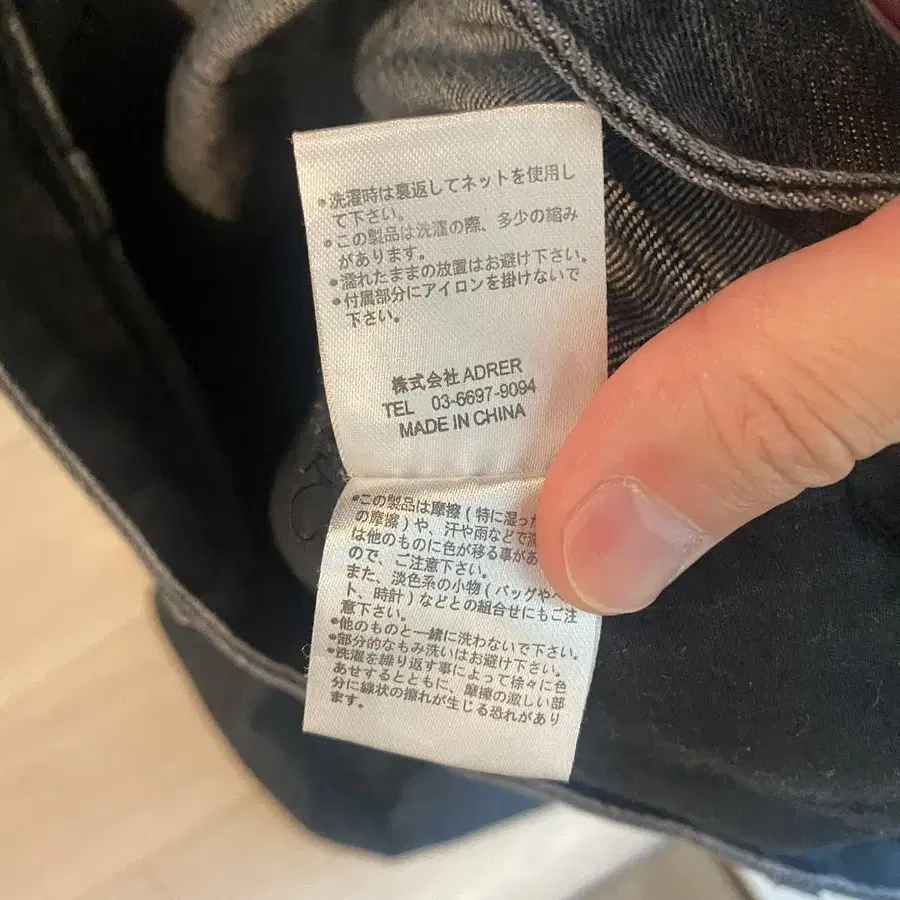 ●洗濯時は裏返してネットを使用し
て下さい。
●この製品は洗濯の際、多少の縮み
があります。
●濡れたままの放置はお避け下さい。
●付属部分にアイロンを掛けないで
下さい。
株式会社 ADRER
TEL 03-6697-9094
MADE IN CHINA
●この製品は摩擦(特に湿った
の摩擦)や、汗や雨などで
は他のものに色が移る事があ
ので、ご注意下さい。
また、淡色系の小物(バッグや
ト、時計)などとの組合せにもご注
意下さい。
●他のものと一緒に洗わないで下さい。
●部分的なもみ洗いはお避け下さい。
●洗濯を繰り返す事によって徐々に色
あせするとともに、摩擦の激しい部
分に線状の擦れが生じる恐れがあり
ます。